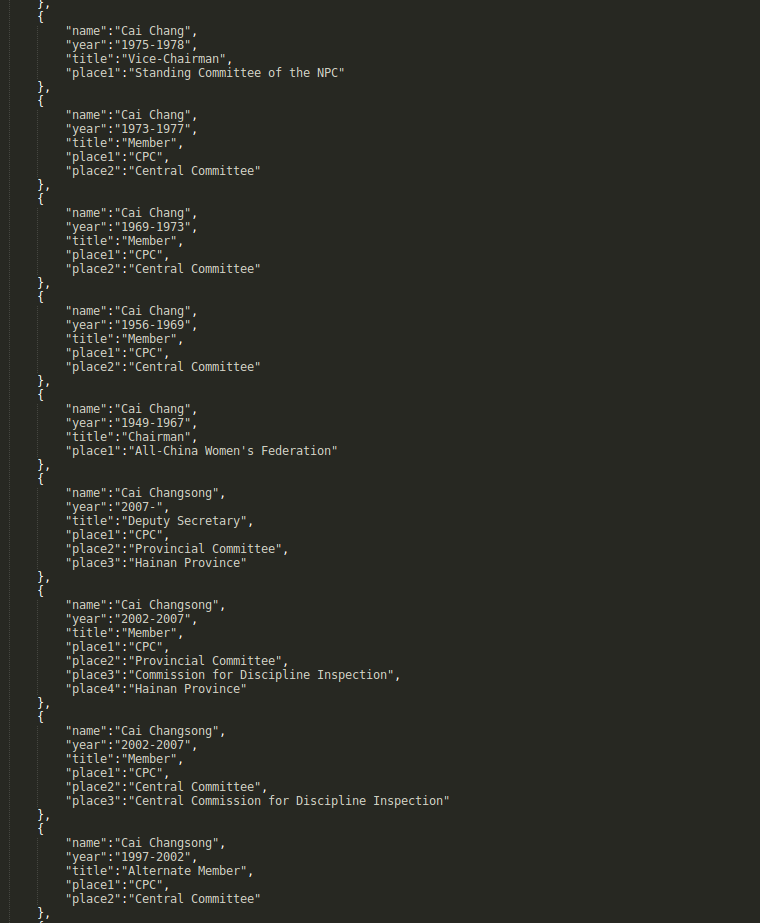 },
{
"name":"Cai Chang",
"year":"1975-1978",
"title":"Vice-Chairman",
"place1":"Standing Committee of the NPC"
},
{
"name":"Cai Chang",
"year":"1973-1977",
"title":"Member",
"place1":"CPC",
"place2":"Central Committee"
},
{
"name":"Cai Chang",
"year":"1969-1973",
"title":"Member",
"place1":"CPC",
"place2":"Central Committee"
},
{
"name":"Cai Chang",
"year":"1956-1969",
"title":"Member",
"place1":"CPC",
"place2":"Central Committee"
},
{
"name":"Cai Chang",
"year":"1949-1967",
"title":"Chairman",
"place1":"All-China Women's Federation"
},
{
"name":"Cai Changsong",
"year":"2007-",
"title":"Deputy Secretary",
"place1":"CPC",
"place2":"Provincial Committee",
"place3":"Hainan Province"
},
{
"name":"Cai Changsong",
"year":"2002-2007",
"title":"Member",
"place1":"CPC",
"place2":"Provincial Committee",
"place3":"Commission for Discipline Inspection",
"place4":"Hainan Province"
},
{
"name":"Cai Changsong",
"year":"2002-2007",
"title":"Member",
"place1":"CPC",
"place2":"Central Committee",
"place3":"Central Commission for Discipline Inspection"
},
{
"name":"Cai Changsong",
"year":"1997-2002",
"title":"Alternate Member",
"place1":"CPC",
"place2":"Central Committee"
},